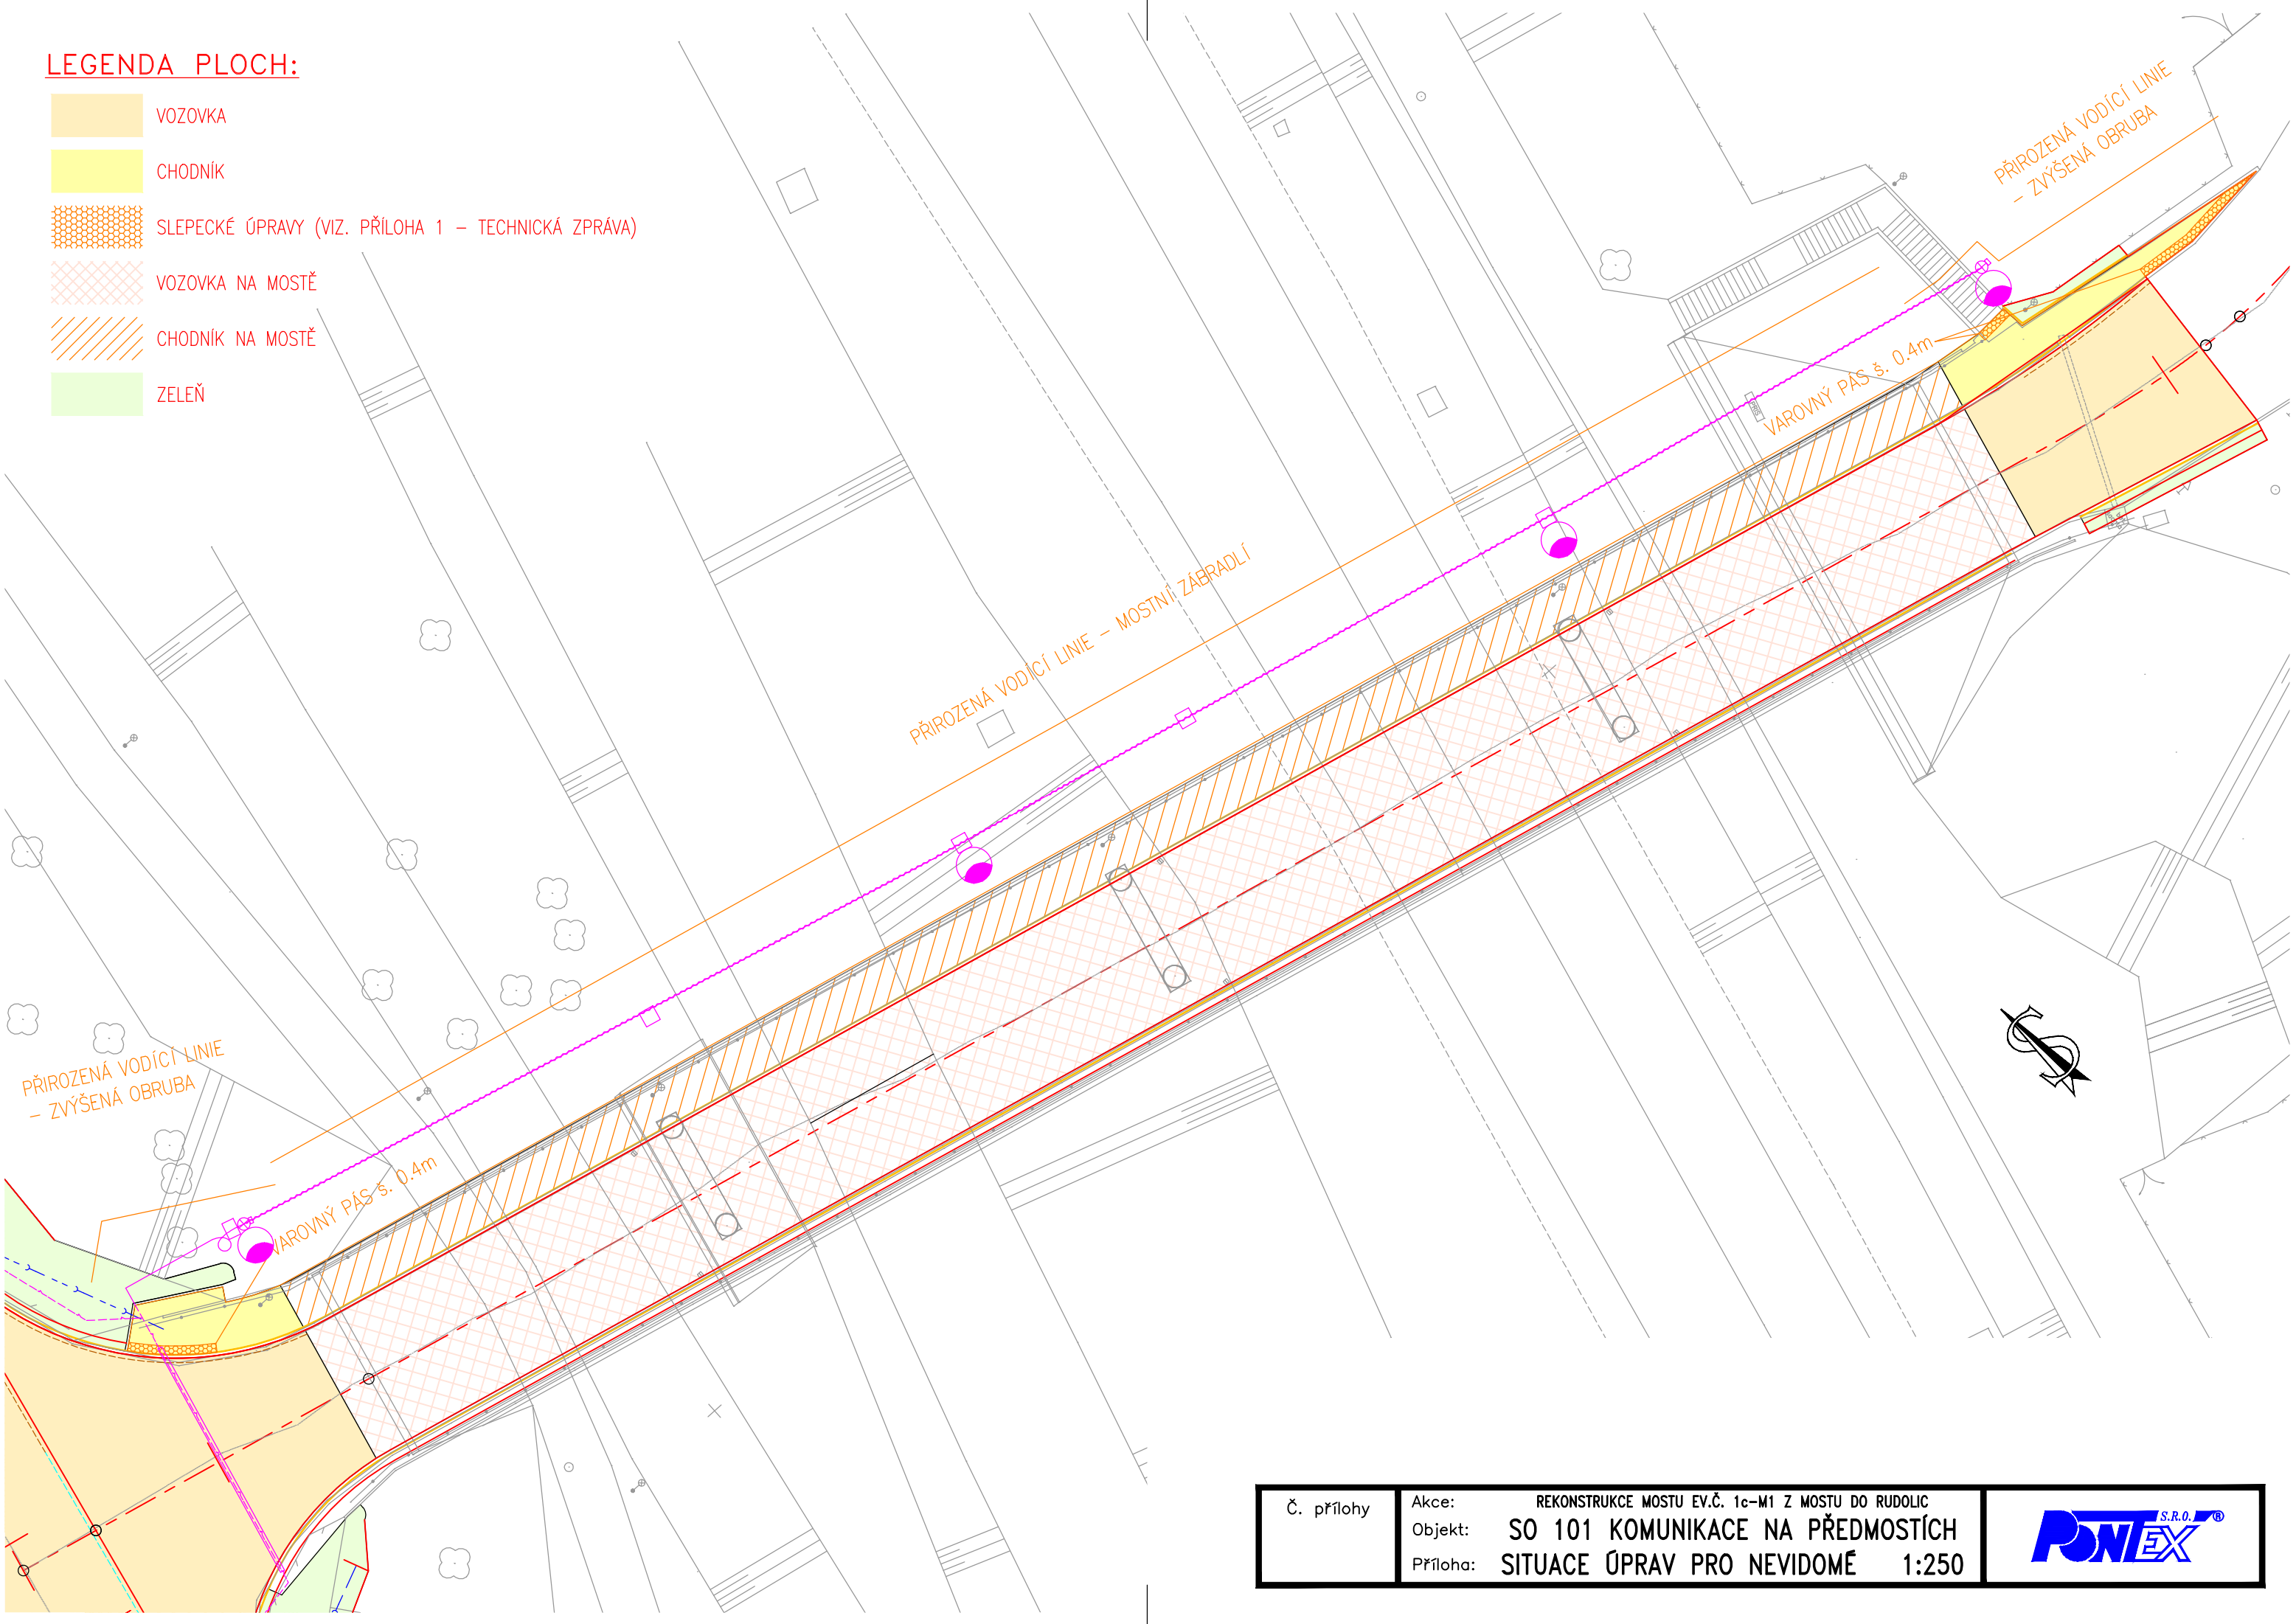 LEGENDA PLOCH:
VOZOVKA
CHODNÍK
SLEPECKÉ ÚPRAVY (VIZ. PŘÍLOHA 1 – TECHNICKÁ ZPRÁVA)
VOZOVKA NA MOSTĚ
CHODNÍK NA MOSTĚ
ZELEŇ
PŘIROZENÁ VODÍCÍ LINIE
– ZVÝŠENÁ OBRUBA
VAROVNÝ PÁS š. 0.4m
PŘIROZENÁ VODÍCÍ LINIE – MOSTNÍ ZÁBRADLÍ
PŘIROZENÁ VODÍCÍ LINIE
– ZVÝŠENÁ OBRUBA
VAROVNÝ PÁS š. 0.4m
S
Č. přílohy
Akce: REKONSTRUKCE MOSTU EV.Č. 1c–M1 Z MOSTU DO RUDOLIC
Objekt: SO 101 KOMUNIKACE NA PŘEDMOSTÍCH
Příloha: SITUACE ÚPRAV PRO NEVIDOMÉ 1:250
PONTEX S.R.O. ®